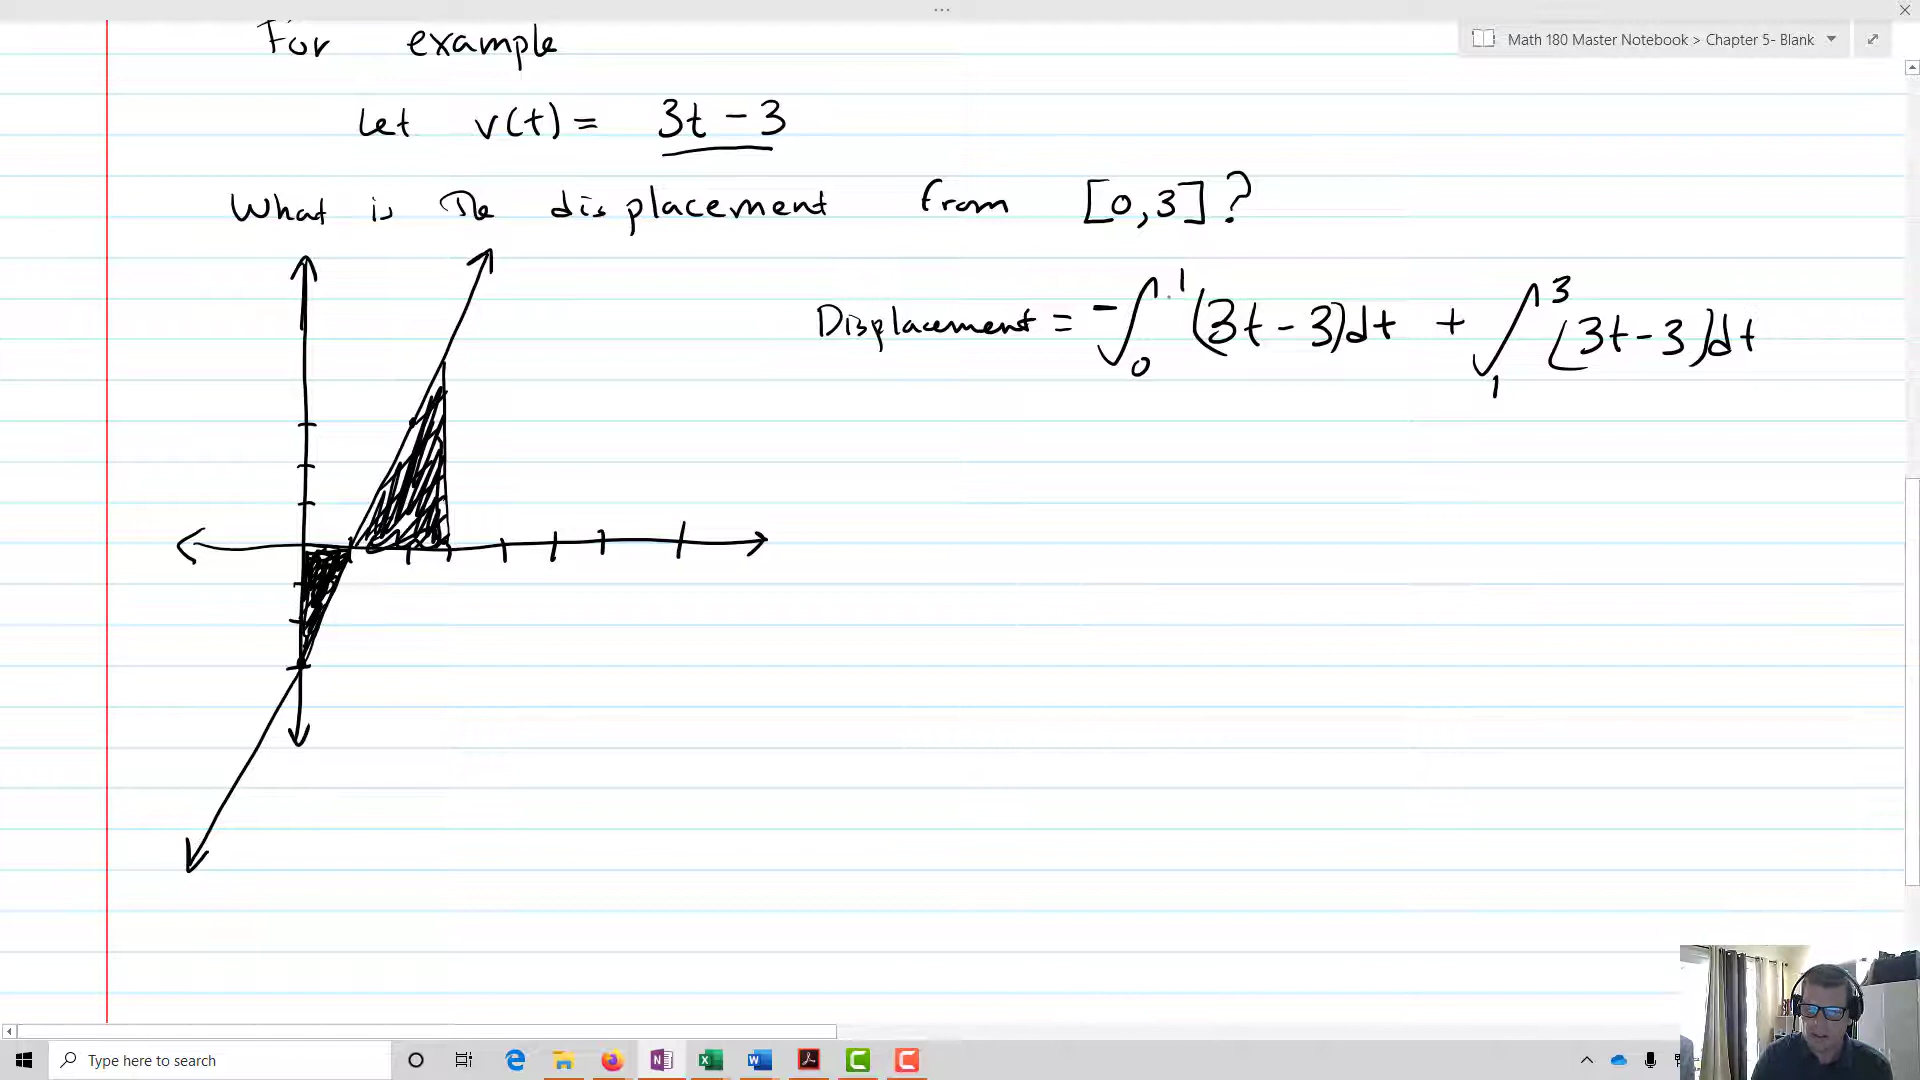 For example
Math 180 Master Notebook > Chapter 5- Blank
Let v(t) = 3t - 3
What is The displacement from [0,3]?
Displacement = -∫₀¹ (3t - 3)dt + ∫₁³ (3t - 3)dt
Type here to search